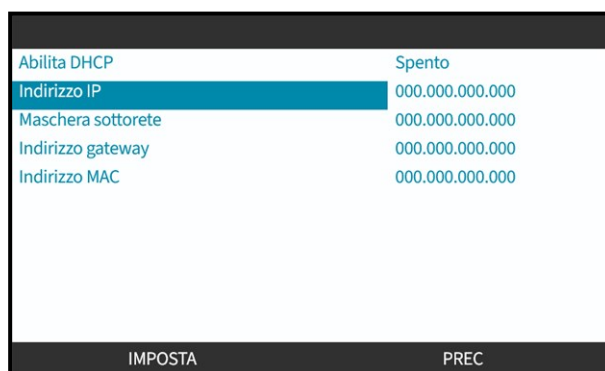 Abilita DHCP Spento
Indirizzo IP 000.000.000.000
Maschera sottorete 000.000.000.000
Indirizzo gateway 000.000.000.000
Indirizzo MAC 000.000.000.000
IMPOSTA PREC